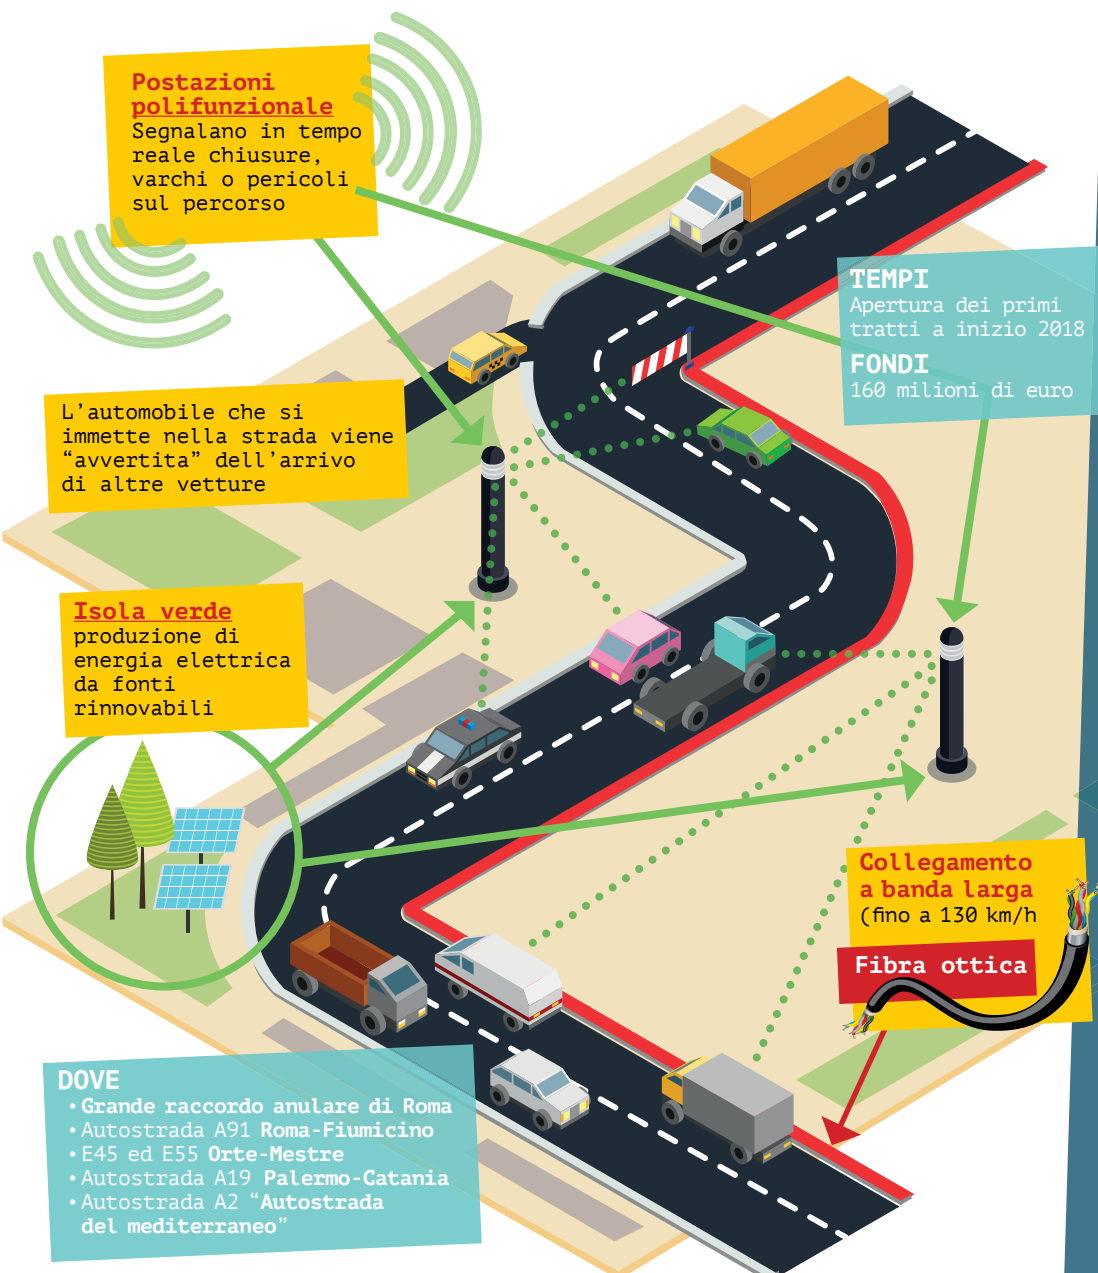 Postazioni
polifunzionale
Segnalano in tempo
reale chiusure,
varchi o pericoli
sul percorso
TEMPI
Apertura dei primi
tratti a inizio 2018
FONDI
160 milioni di euro
L'automobile che si
immette nella strada viene
“avvertita” dell'arrivo
di altre vetture
Isola verde
produzione di
energia elettrica
da fonti
rinnovabili
Collegamento
a banda larga
(fino a 130 km/h
Fibra ottica
DOVE
• Grande raccordo anulare di Roma
• Autostrada A91 Roma-Fiumicino
• E45 ed E55 Orte-Mestre
• Autostrada A19 Palermo-Catania
• Autostrada A2 “Autostrada
del mediterraneo”